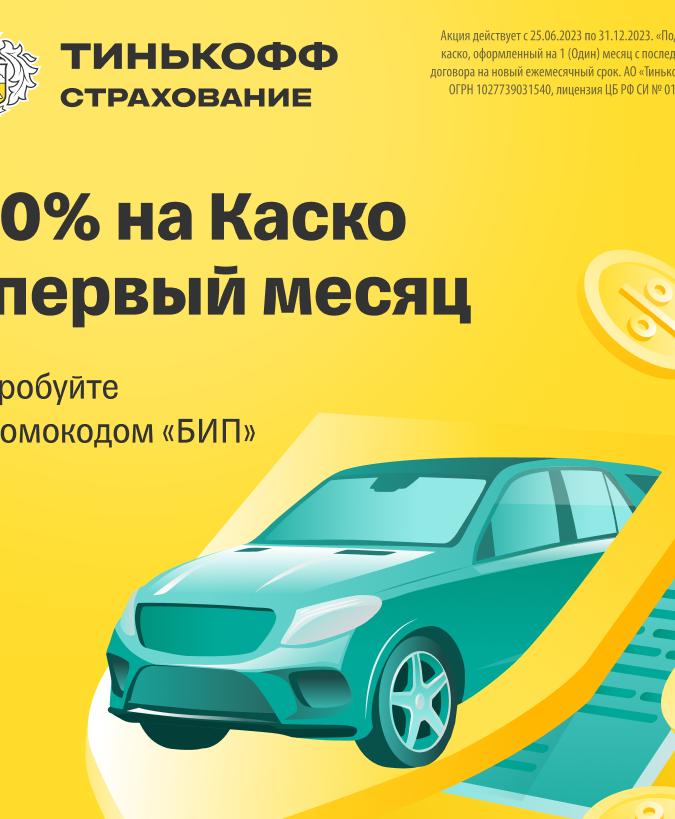 ТИНЬКОФФ
СТРАХОВАНИЕ
Акция действует с 25.06.2023 по 31.12.2023. «По
каско, оформленный на 1 (Один) месяц с послед
договора на новый ежемесячный срок. АО «Тинько
ОГРН 1027739031540, лицензия ЦБ РФ СИ № 01
0% на Каско
первый месяц
робуйте
омокодом «БИП»